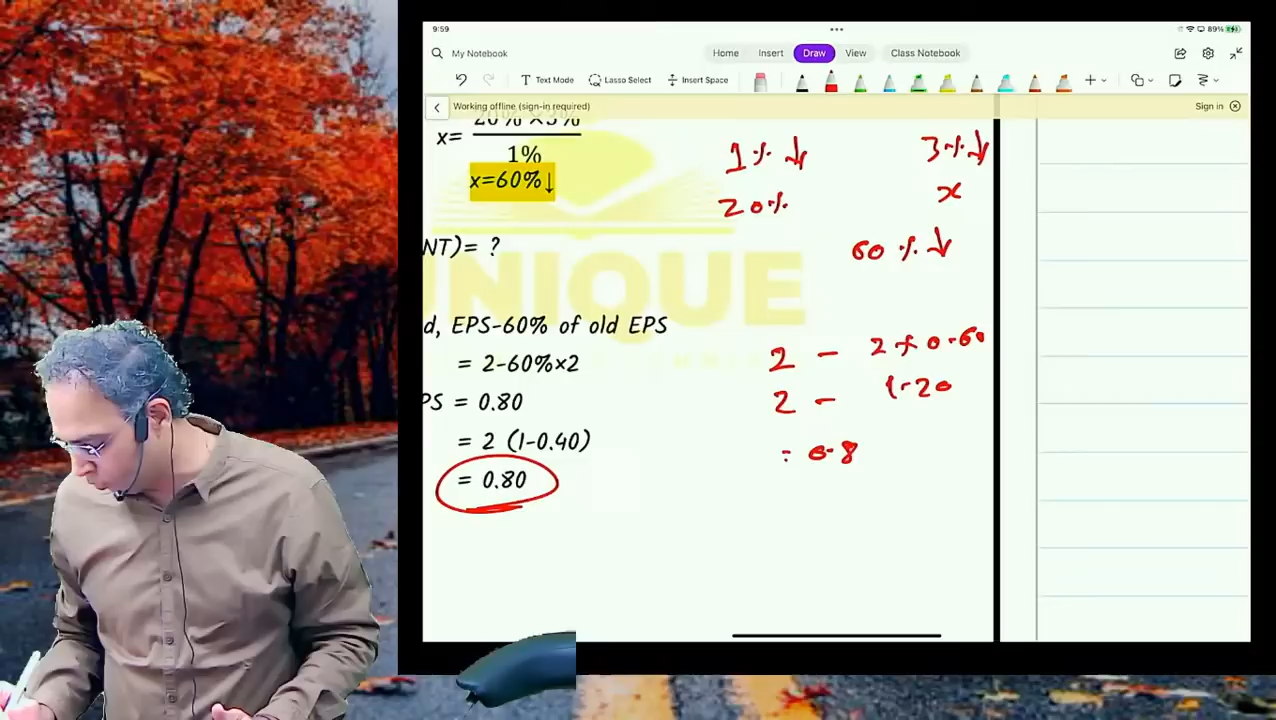 9:59
89%
My Notebook
Home Insert Draw View Class Notebook
Text Mode Lasso Select Insert Space
Working offline (sign-in required) Sign in
x= 20% ×3%
1%
x=60%↓
1% ↓ 3% ↓
20% x
60% ↓
NT)= ?
UNIQUE
d, EPS-60% of old EPS
= 2-60%×2
PS = 0.80
= 2 (1-0.40)
= 0.80
2 - 2×0.60
2 - 1.20
= 0.8